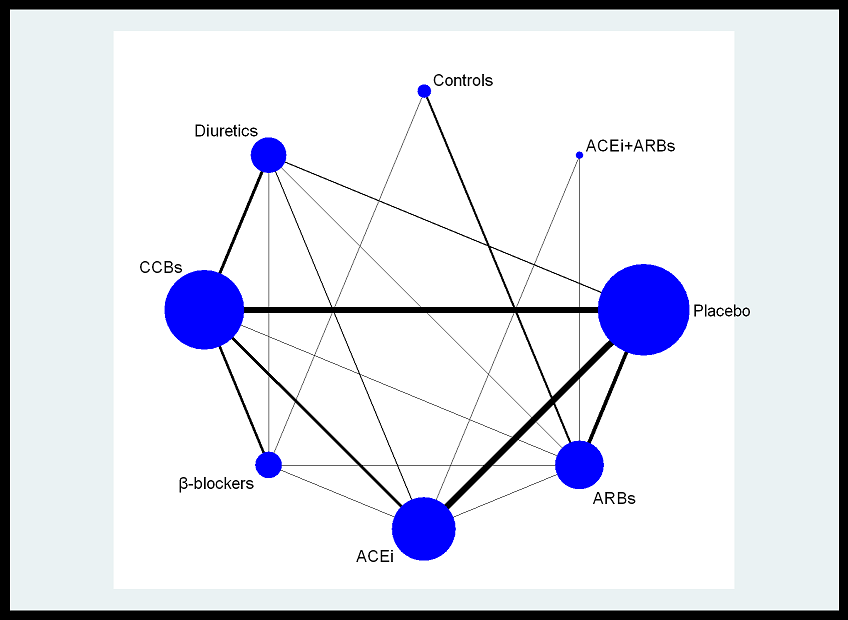 Controls
Diuretics
ACEi+ARBs
CCBs
Placebo
β-blockers
ARBs
ACEi